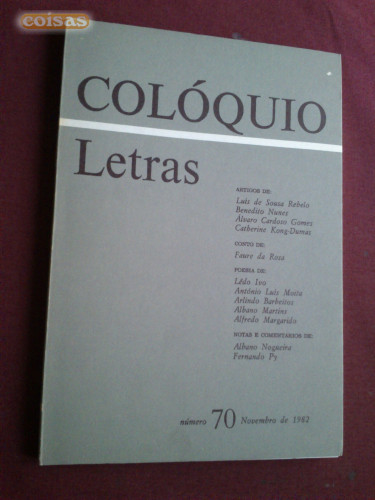 coisas
COLÓQUIO
Letras
ARTIGOS DE:
Luís de Sousa Rebelo
Benedito Nunes
Álvaro Cardoso Gomes
Catherine Kong-Dumas
CONTO DE:
Faure da Rosa
POESIA DE:
Lêdo Ivo
António Luís Moita
Arlindo Barbeitos
Albano Martins
Alfredo Margarido
NOTAS E COMENTÁRIOS DE:
Albano Nogueira
Fernando Py
número 70 Novembro de 1982